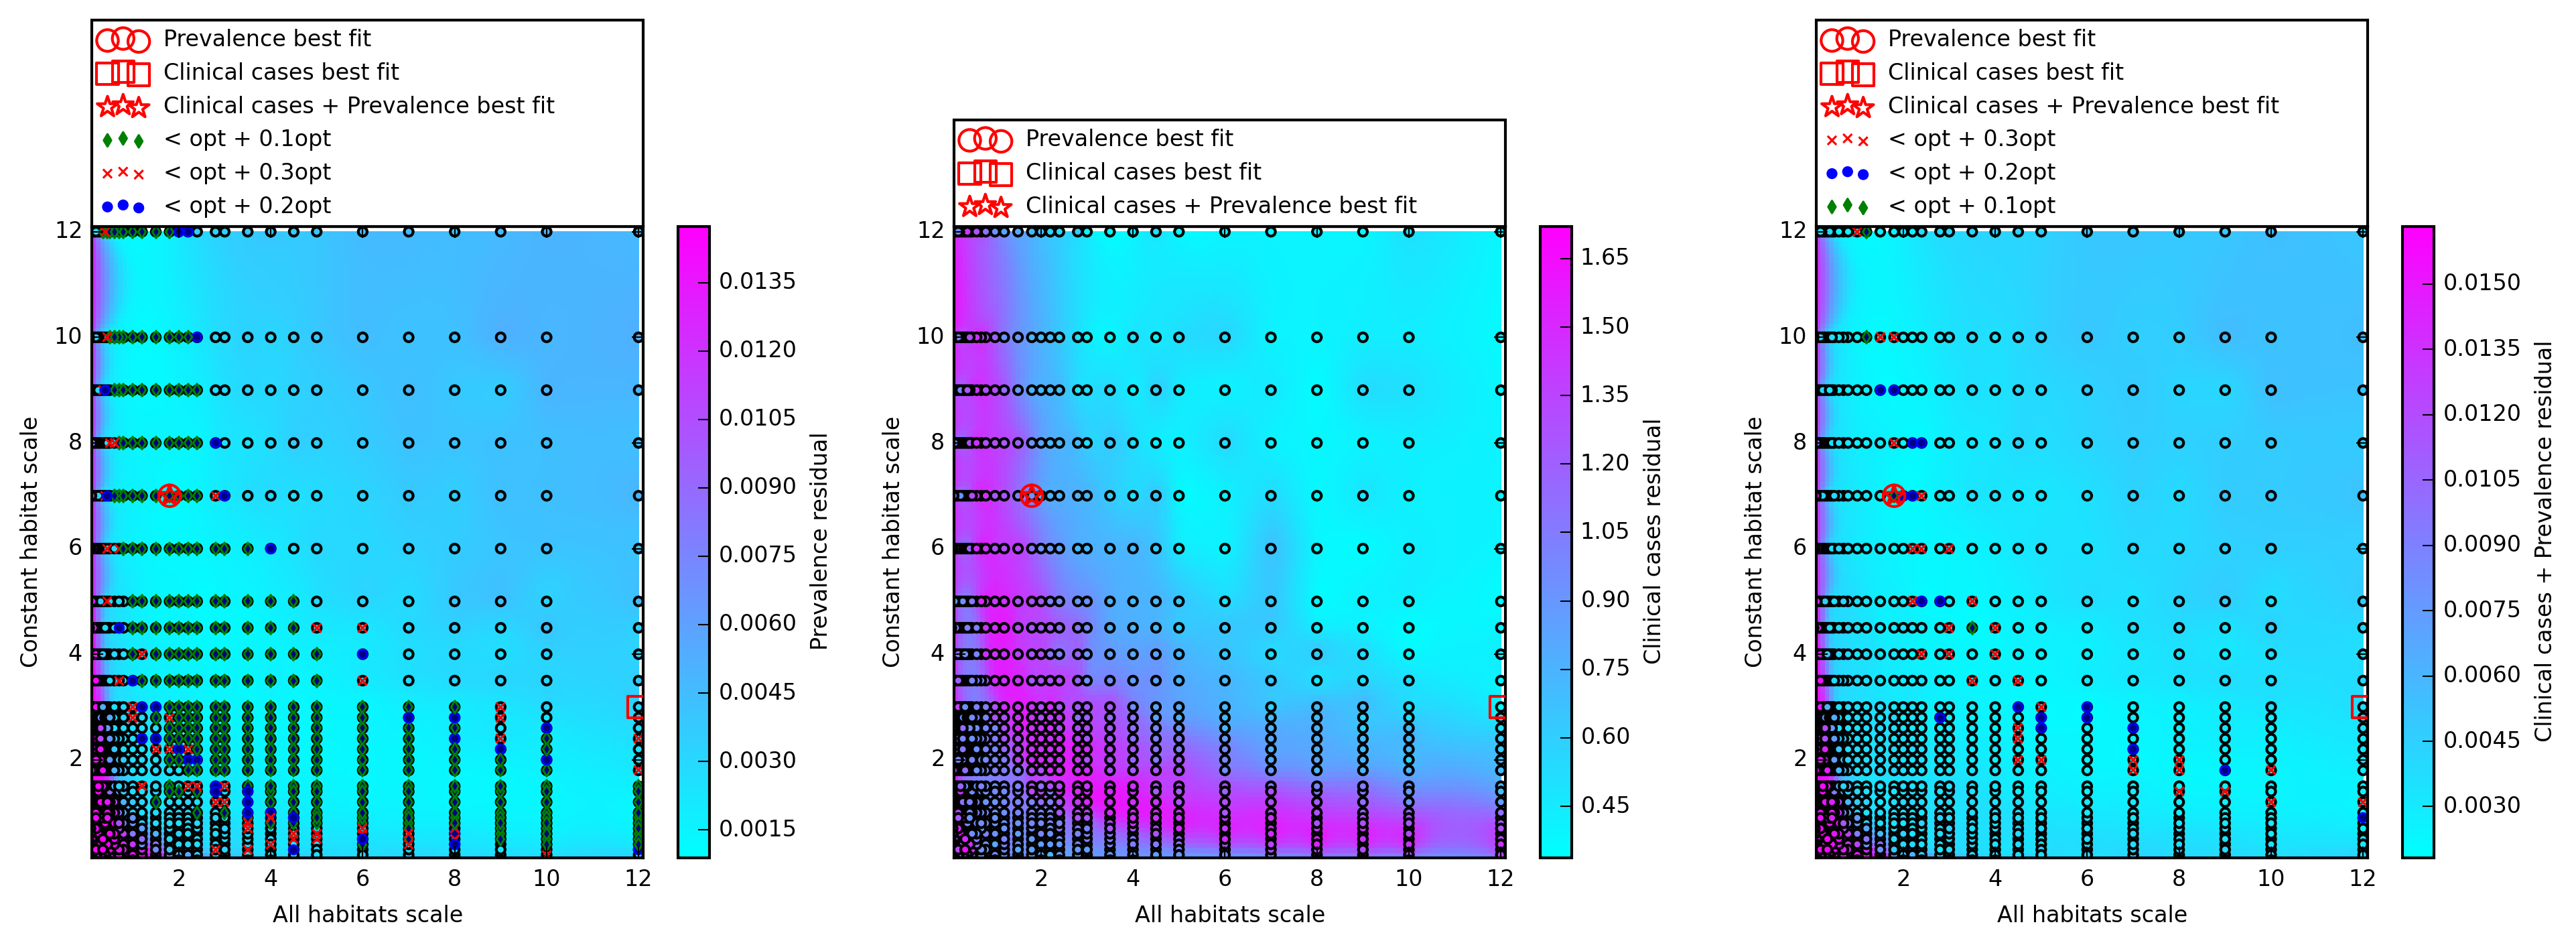 Prevalence best fit
Clinical cases best fit
Clinical cases + Prevalence best fit
< opt + 0.1opt
< opt + 0.3opt
< opt + 0.2opt
12
10
8
6
4
2
Constant habitat scale
2 4 6 8 10 12
All habitats scale
0.0135
0.0120
0.0105
0.0090
0.0075
0.0060
0.0045
0.0030
0.0015
Prevalence residual
Prevalence best fit
Clinical cases best fit
Clinical cases + Prevalence best fit
12
10
8
6
4
2
Constant habitat scale
2 4 6 8 10 12
All habitats scale
1.65
1.50
1.35
1.20
1.05
0.90
0.75
0.60
0.45
Clinical cases residual
Prevalence best fit
Clinical cases best fit
Clinical cases + Prevalence best fit
< opt + 0.3opt
< opt + 0.2opt
< opt + 0.1opt
12
10
8
6
4
2
Constant habitat scale
2 4 6 8 10 12
All habitats scale
0.0150
0.0135
0.0120
0.0105
0.0090
0.0075
0.0060
0.0045
0.0030
Clinical cases + Prevalence residual